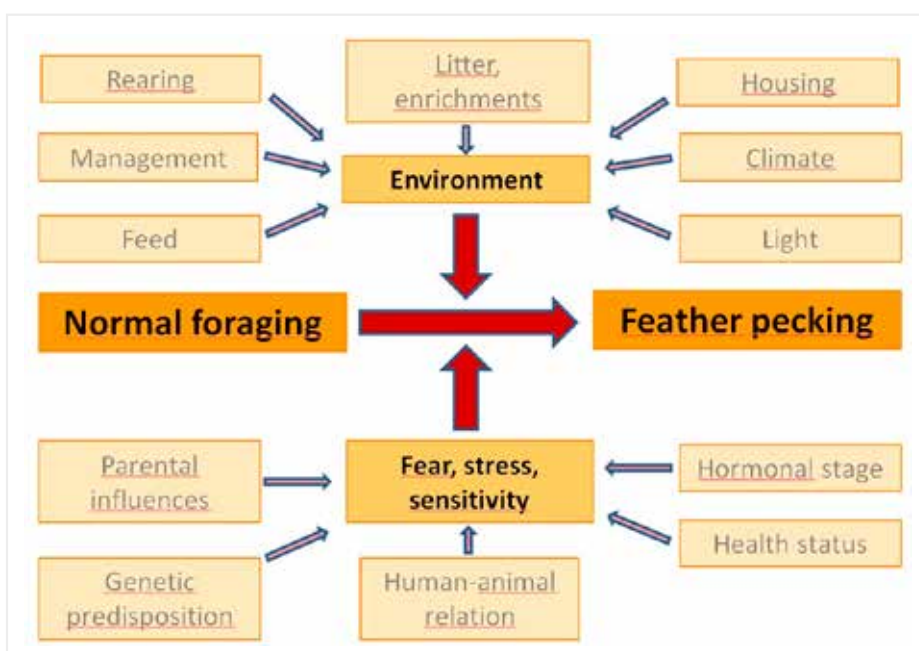 Rearing
Litter,
enrichments
Housing
Management
Environment
Climate
Feed
Light
Normal foraging
Feather pecking
Parental
influences
Fear, stress,
sensitivity
Hormonal stage
Health status
Genetic
predisposition
Human-animal
relation